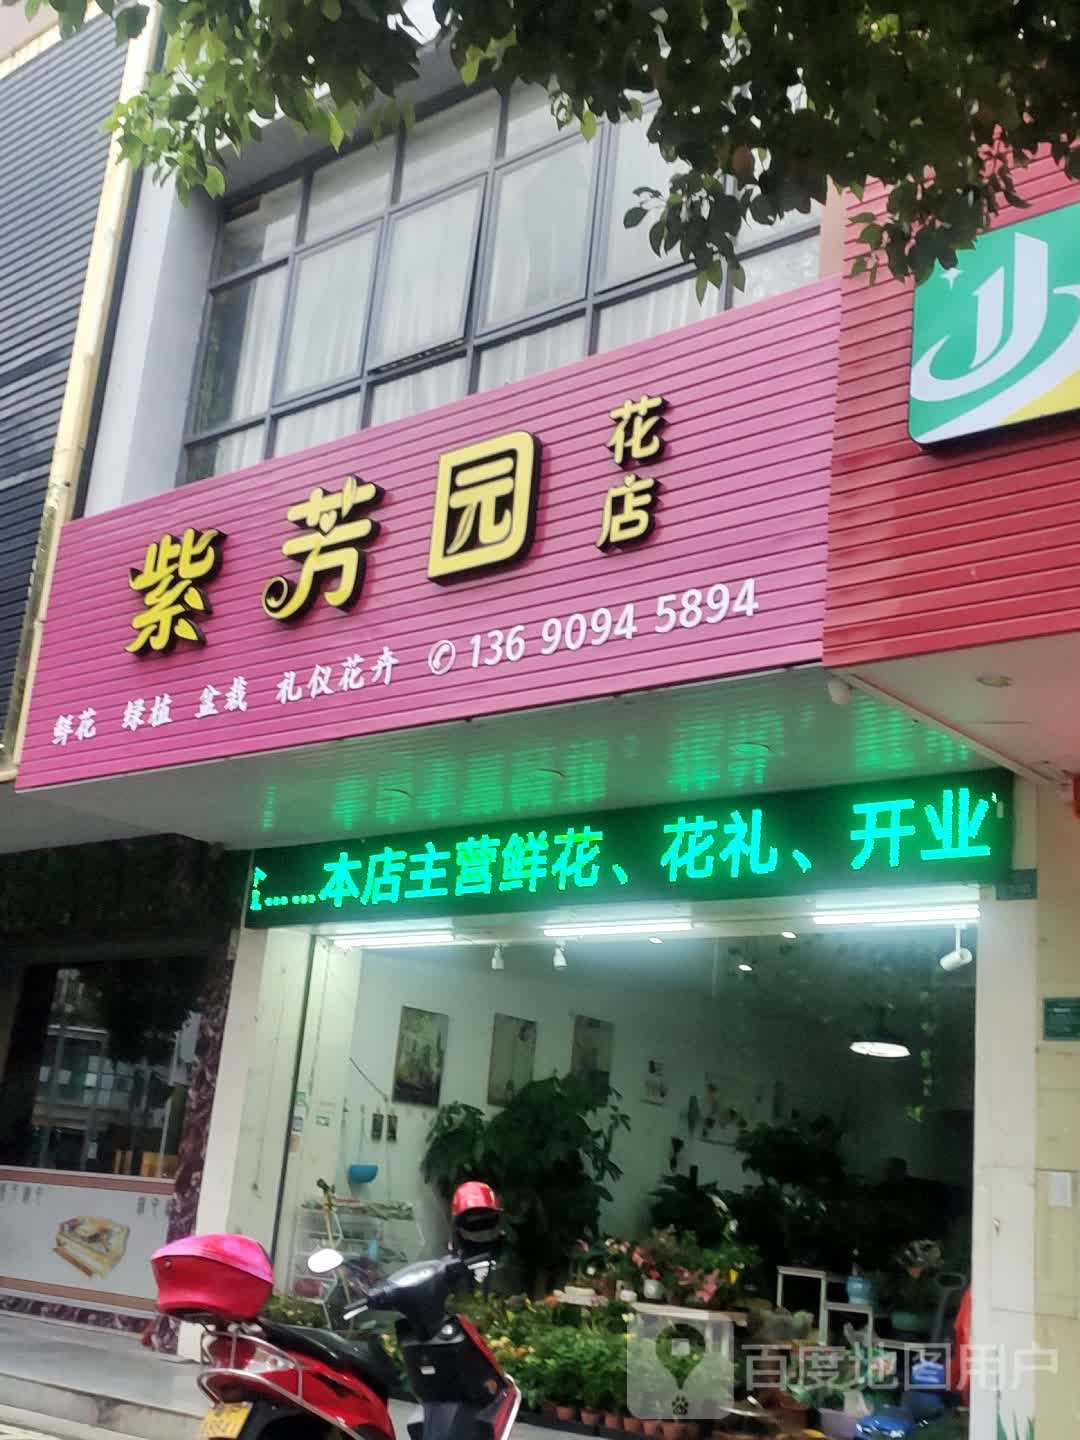 紫芳园
花店
鲜花 绿植 盆栽 礼仪花卉 ✆ 136 9094 5894
......本店主营鲜花、花礼、开业
百度地图用户